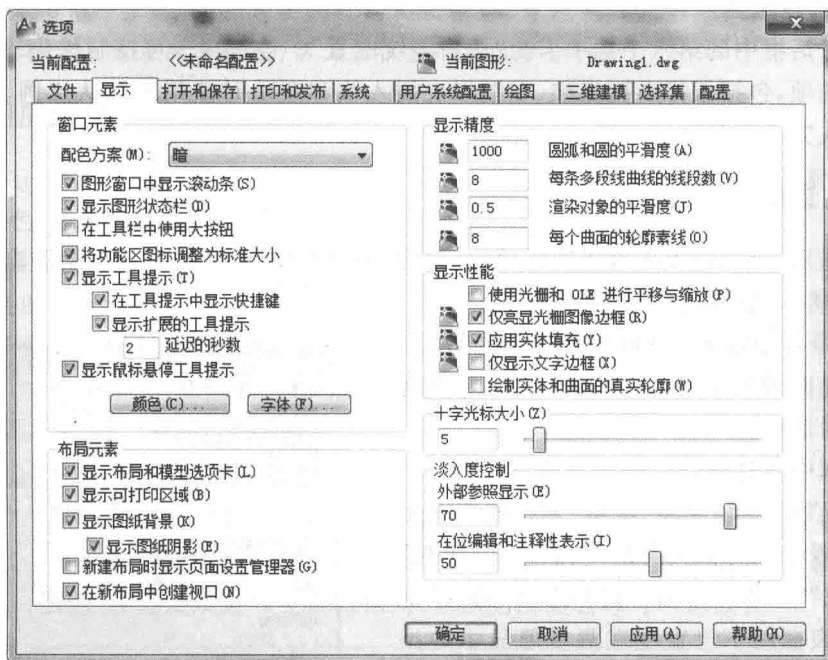 选项
当前配置: <<未命名配置>> 当前图形: Drawing1.dwg
文件 显示 打开和保存 打印和发布 系统 用户系统配置 绘图 三维建模 选择集 配置
窗口元素
配色方案(M): 暗
图形窗口中显示滚动条(S)
显示图形状态栏(D)
在工具栏中使用大按钮
将功能区图标调整为标准大小
显示工具提示(T)
在工具提示中显示快捷键
显示扩展的工具提示
2 延迟的秒数
显示鼠标悬停工具提示
颜色(C)... 字体(F)...
布局元素
显示布局和模型选项卡(L)
显示可打印区域(B)
显示图纸背景(K)
显示图纸阴影(E)
新建布局时显示页面设置管理器(G)
在新布局中创建视口(N)
显示精度
1000 圆弧和圆的平滑度(A)
8 每条多段线曲线的线段数(V)
0.5 渲染对象的平滑度(J)
8 每个曲面的轮廓素线(O)
显示性能
使用光栅和 OLE 进行平移与缩放(P)
仅亮显光栅图像边框(R)
应用实体填充(Y)
仅显示文字边框(X)
绘制实体和曲面的真实轮廓(W)
十字光标大小(Z)
5
淡入度控制
外部参照显示(E)
70
在位编辑和注释性表示(I)
50
确定 取消 应用(A) 帮助(H)